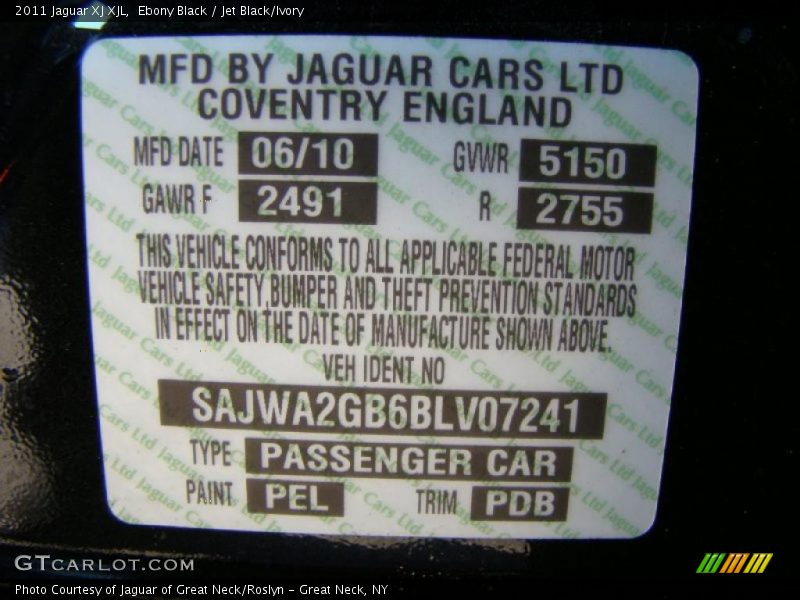 2011 Jaguar XJ XJL, Ebony Black / Jet Black/Ivory
MFD BY JAGUAR CARS LTD
COVENTRY ENGLAND
MFD DATE 06/10 GVWR 5150
GAWR F 2491 R 2755
THIS VEHICLE CONFORMS TO ALL APPLICABLE FEDERAL MOTOR
VEHICLE SAFETY, BUMPER AND THEFT PREVENTION STANDARDS
IN EFFECT ON THE DATE OF MANUFACTURE SHOWN ABOVE.
VEH IDENT NO
SAJWA2GB6BLV07241
TYPE PASSENGER CAR
PAINT PEL TRIM PDB
GTCARLOT.COM
Photo Courtesy of Jaguar of Great Neck/Roslyn - Great Neck, NY